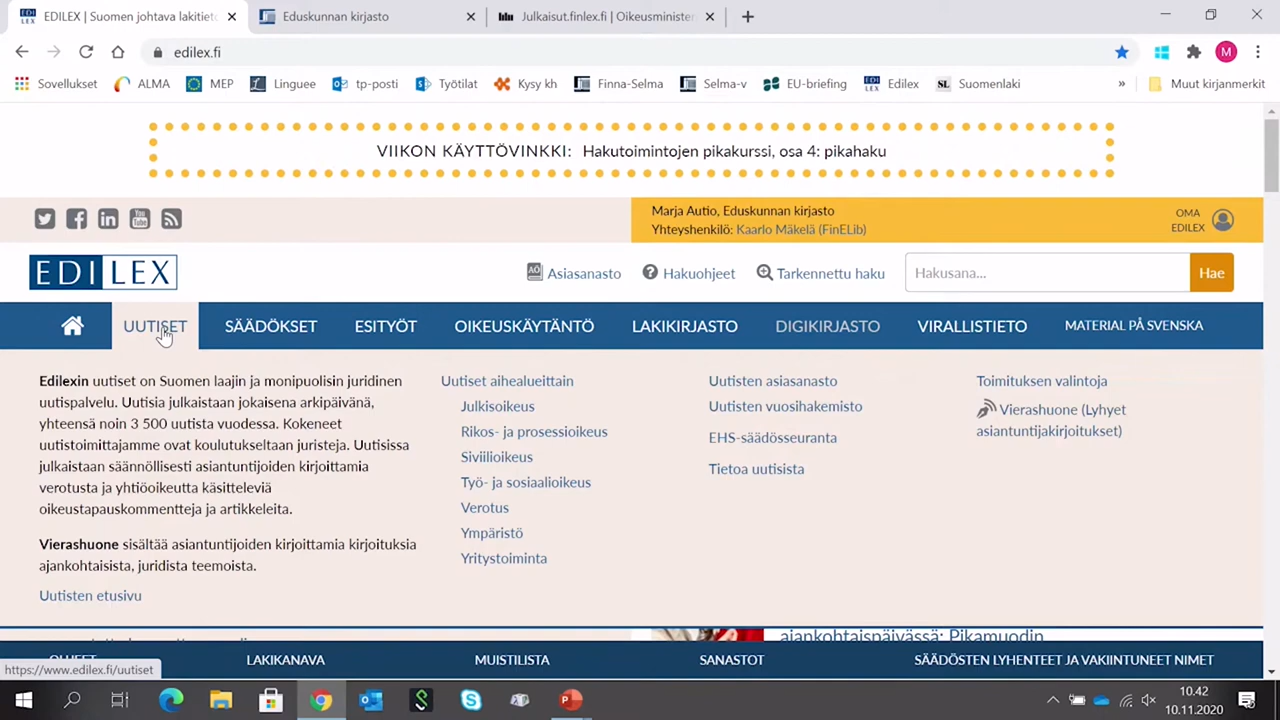 EDILEX | Suomen johtava lakitieto
Eduskunnan kirjasto
Julkaisut.finlex.fi | Oikeusminister
edilex.fi
M
Sovellukset
ALMA
MEP
Linguee
tp-posti
Työtilat
Kysy kh
Finna-Selma
Selma-v
EU-briefing
Edilex
SL Suomenlaki
»
Muut kirjanmerkit
VIIKON KÄYTTÖVINKKI: Hakutoimintojen pikakurssi, osa 4: pikahaku
Marja Autio, Eduskunnan kirjasto
Yhteyshenkilö: Kaarlo Mäkelä (FinELib)
OMA
EDILEX
EDILEX
Asiasanasto
Hakuohjeet
Tarkennettu haku
Hakusana...
Hae
UUTISET
SÄÄDÖKSET
ESITYÖT
OIKEUSKÄYTÄNTÖ
LAKIKIRJASTO
DIGIKIRJASTO
VIRALLISTIETO
MATERIAL PÅ SVENSKA
Edilexin uutiset on Suomen laajin ja monipuolisin juridinen
uutispalvelu. Uutisia julkaistaan jokaisena arkipäivänä,
yhteensä noin 3 500 uutista vuodessa. Kokeneet
uutistoimittajamme ovat koulutukseltaan juristeja. Uutisissa
julkaistaan säännöllisesti asiantuntijoiden kirjoittamia
verotusta ja yhtiöoikeutta käsitteleviä
oikeustapauskommentteja ja artikkeleita.
Vierashuone sisältää asiantuntijoiden kirjoittamia kirjoituksia
ajankohtaisista, juridista teemoista.
Uutisten etusivu
Uutiset aihealueittain
Julkisoikeus
Rikos- ja prosessioikeus
Siviilioikeus
Työ- ja sosiaalioikeus
Verotus
Ympäristö
Yritystoiminta
Uutisten asiasanasto
Uutisten vuosihakemisto
EHS-säädösseuranta
Tietoa uutisista
Toimituksen valintoja
Vierashuone (Lyhyet
asiantuntijakirjoitukset)
ajankohtaispäivässä: Pikamuodin
LAKIKANAVA
MUISTILISTA
SANASTOT
SÄÄDÖSTEN LYHENTEET JA VAKIINTUNEET NIMET
https://www.edilex.fi/uutiset
10.42
10.11.2020